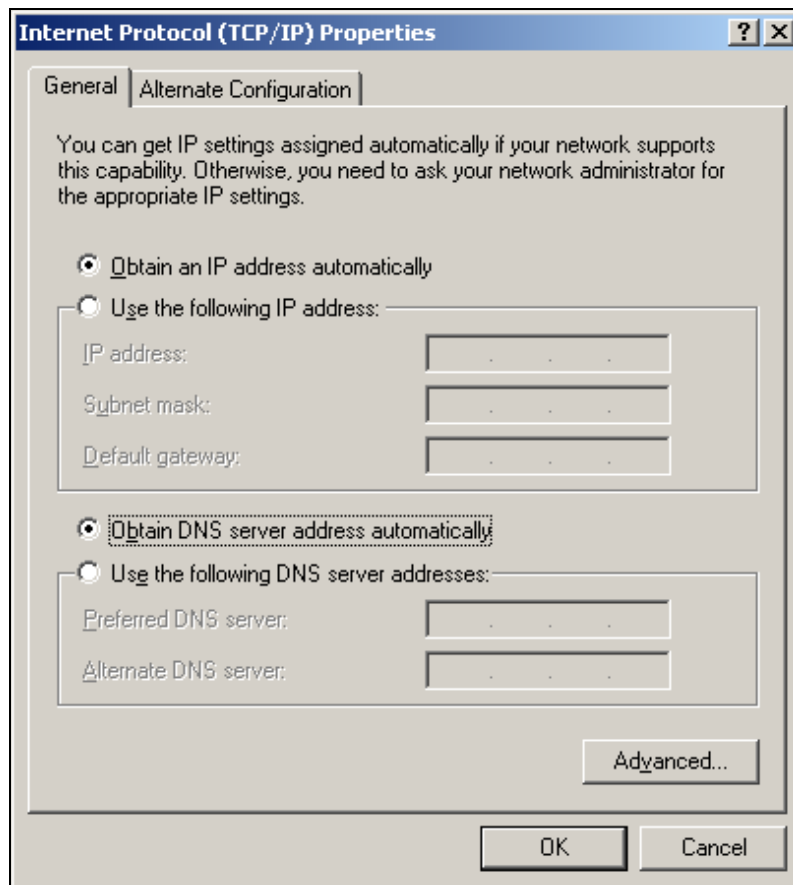 Internet Protocol (TCP/IP) Properties
General
Alternate Configuration
You can get IP settings assigned automatically if your network supports
this capability. Otherwise, you need to ask your network administrator for
the appropriate IP settings.
Obtain an IP address automatically
Use the following IP address:
IP address:
Subnet mask:
Default gateway:
Obtain DNS server address automatically
Use the following DNS server addresses:
Preferred DNS server:
Alternate DNS server:
Advanced...
OK
Cancel